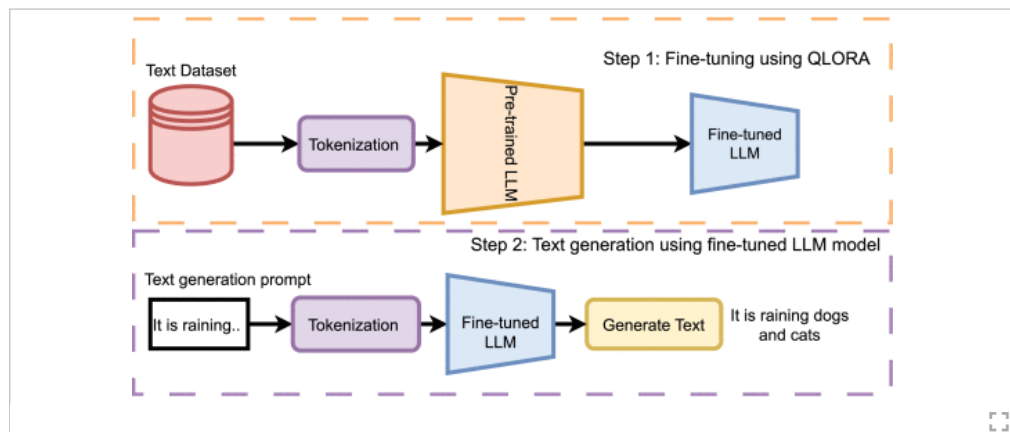 Step 1: Fine-tuning using QLORA
Text Dataset
Tokenization
Pre-trained LLM
Fine-tuned
LLM
Step 2: Text generation using fine-tuned LLM model
Text generation prompt
It is raining..
Tokenization
Fine-tuned
LLM
Generate Text
It is raining dogs
and cats